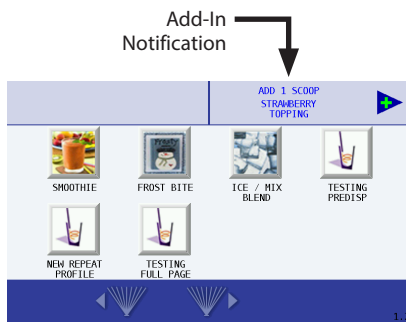 Add-In
Notification
ADD 1 SCOOP
STRAWBERRY
TOPPING
SMOOTHIE
FROST BITE
ICE / MIX
BLEND
TESTING
PREDISP
NEW REPEAT
PROFILE
TESTING
FULL PAGE